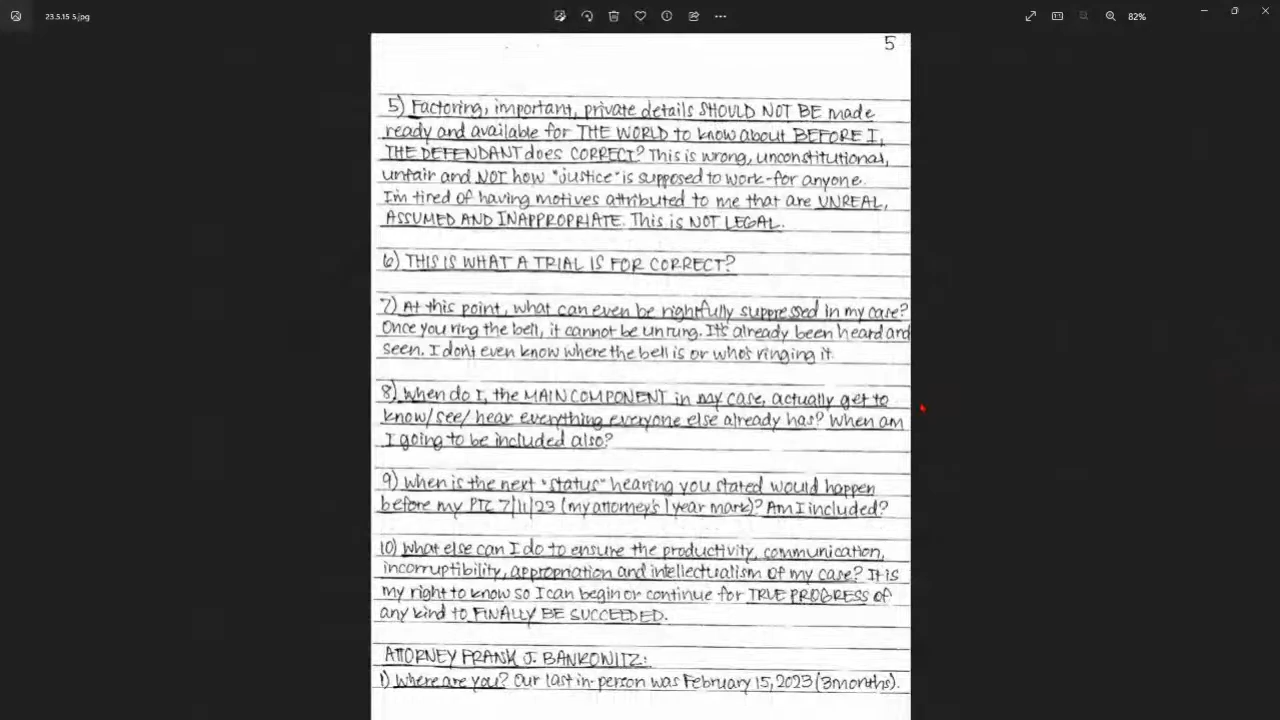 23.5.15 5.jpg
82%
5
5) Factoring, important, private details SHOULD NOT BE made
ready and available for THE WORLD to know about BEFORE I,
THE DEFENDANT does CORRECT? This is wrong, unconstitutional,
unfair and NOT how "justice" is supposed to work-for anyone.
I'm tired of having motives attributed to me that are UNREAL,
ASSUMED AND INAPPROPRIATE. This is NOT LEGAL.
6) THIS IS WHAT A TRIAL IS FOR CORRECT?
7) At this point, what can even be rightfully suppressed in my case?
Once you ring the bell, it cannot be unrung. It's already been heard and
seen. I don't even know where the bell is or who's ringing it.
8) When do I, the MAIN COMPONENT in my case, actually get to
know/see/hear everything everyone else already has? When am
I going to be included also?
9) When is the next "status" hearing you stated would happen
before my PTC 7/11/23 (my attorney's 1 year mark)? Am I included?
10) What else can I do to ensure the productivity, communication,
incorruptibility, appropriation and intellectualism of my case? It is
my right to know so I can begin or continue for TRUE PROGRESS of
any kind to FINALLY BE SUCCEEDED.
ATTORNEY FRANK J. BANKOWITZ:
1) Where are you? Our last in-person was February 15, 2023 (3 months).